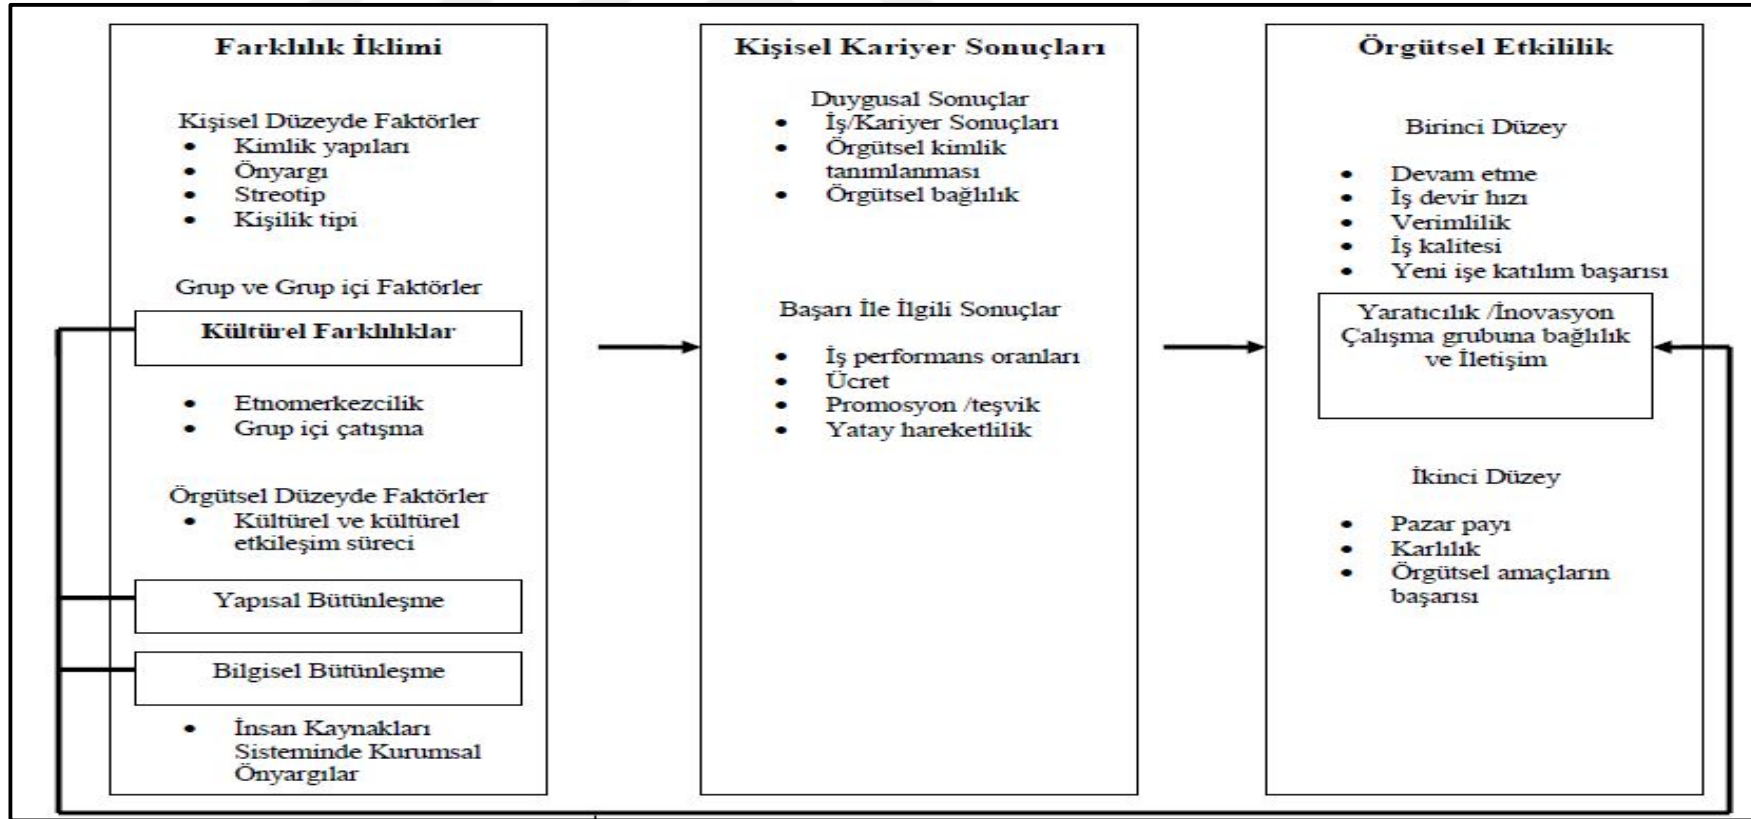 Farklılık İklimi
Kişisel Düzeyde Faktörler
• Kimlik yapıları
• Önyargı
• Streotip
• Kişilik tipi
Grup ve Grup içi Faktörler
Kültürel Farklılıklar
• Etnomerkezcilik
• Grup içi çatışma
Örgütsel Düzeyde Faktörler
• Kültürel ve kültürel
etkileşim süreci
Yapısal Bütünleşme
Bilgisel Bütünleşme
• İnsan Kaynakları
Sisteminde Kurumsal
Önyargılar
Kişisel Kariyer Sonuçları
Duygusal Sonuçlar
• İş/Kariyer Sonuçları
• Örgütsel kimlik
tanımlanması
• Örgütsel bağlılık
Başarı İle İlgili Sonuçlar
• İş performans oranları
• Ücret
• Promosyon /teşvik
• Yatay hareketlilik
Örgütsel Etkililik
Birinci Düzey
• Devam etme
• İş devir hızı
• Verimlilik
• İş kalitesi
• Yeni işe katılım başarısı
Yaratıcılık /İnovasyon
Çalışma grubuna bağlılık
ve İletişim
İkinci Düzey
• Pazar payı
• Karlılık
• Örgütsel amaçların
başarısı